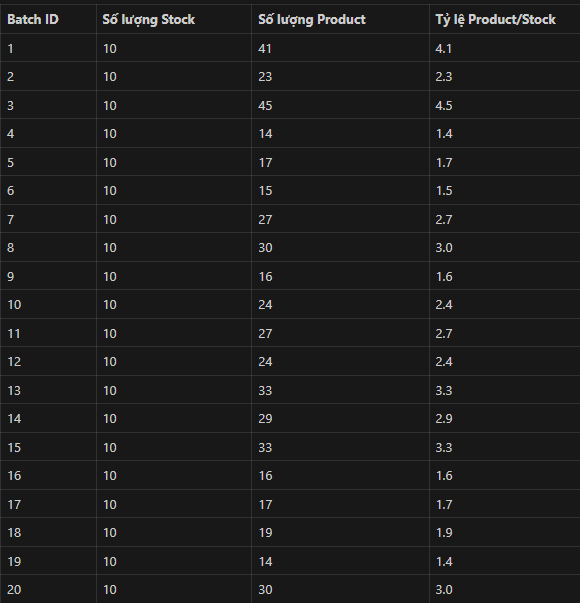 Batch ID Số lượng Stock Số lượng Product Tỷ lệ Product/Stock
1 10 41 4.1
2 10 23 2.3
3 10 45 4.5
4 10 14 1.4
5 10 17 1.7
6 10 15 1.5
7 10 27 2.7
8 10 30 3.0
9 10 16 1.6
10 10 24 2.4
11 10 27 2.7
12 10 24 2.4
13 10 33 3.3
14 10 29 2.9
15 10 33 3.3
16 10 16 1.6
17 10 17 1.7
18 10 19 1.9
19 10 14 1.4
20 10 30 3.0